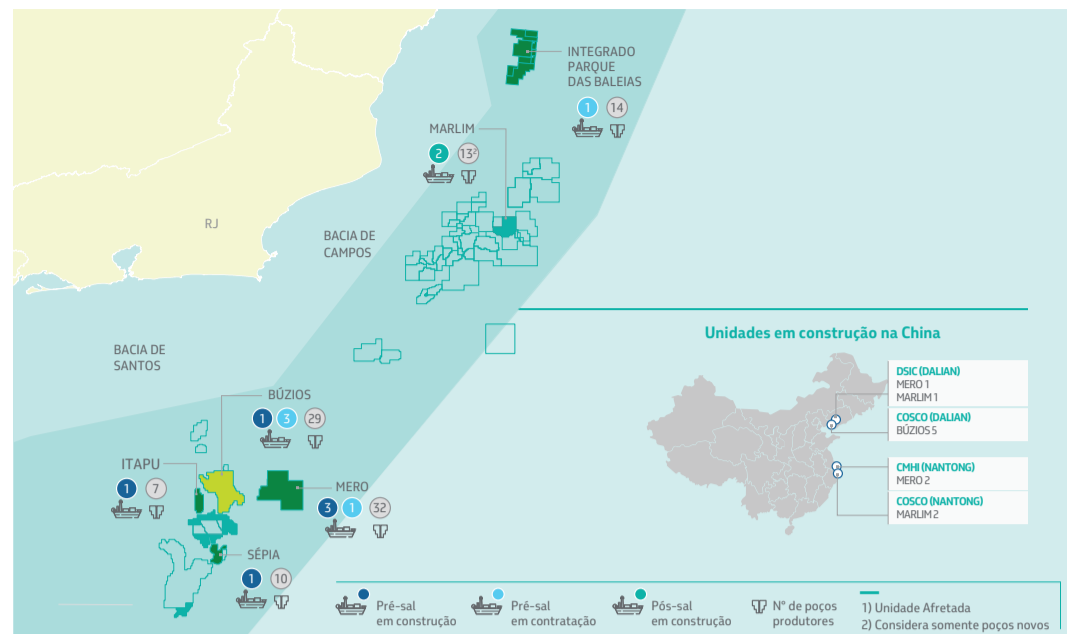 INTEGRADO
PARQUE
DAS BALEIAS
1 14
MARLIM
2 13²
RJ
BACIA DE
CAMPOS
BACIA DE
SANTOS
BÚZIOS
1 3 29
ITAPU
1 7
MERO
3 1 32
SÉPIA
1 10
Unidades em construção na China
DSIC (DALIAN)
MERO 1
MARLIM 1
COSCO (DALIAN)
BÚZIOS 5
CMHI (NANTONG)
MERO 2
COSCO (NANTONG)
MARLIM 2
Pré-sal
em construção
Pré-sal
em contratação
Pós-sal
em construção
N° de poços
produtores
1) Unidade Afretada
2) Considera somente poços novos